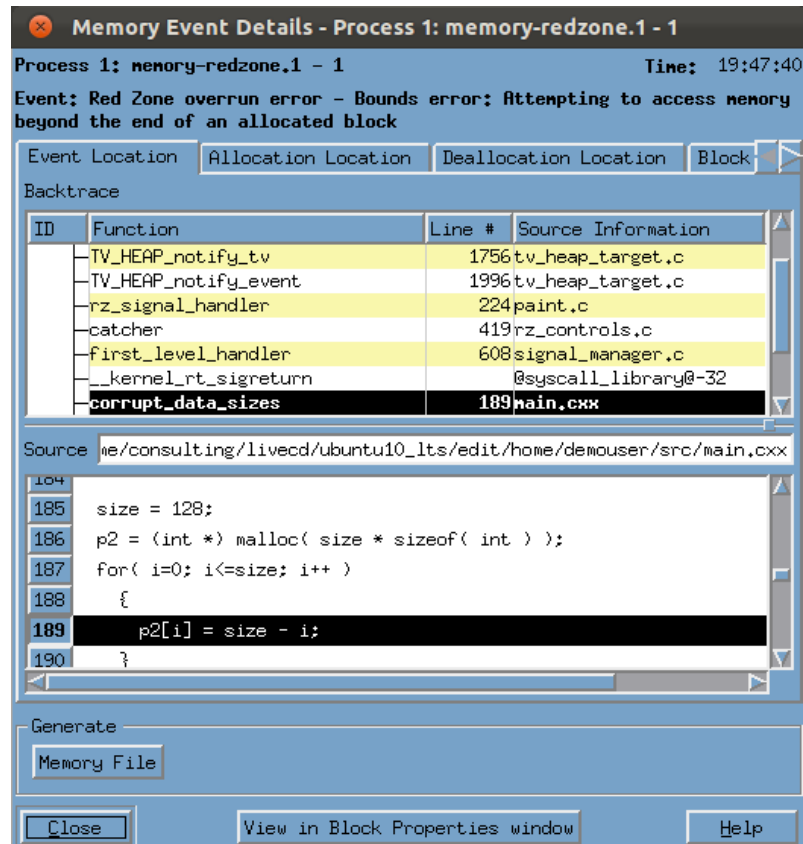 Memory Event Details - Process 1: memory-redzone.1 - 1
Process 1: memory-redzone.1 - 1 Time: 19:47:40
Event: Red Zone overrun error - Bounds error: Attempting to access memory
beyond the end of an allocated block
Event Location Allocation Location Deallocation Location Block
Backtrace
ID Function Line # Source Information
TV_HEAP_notify_tv 1756 tv_heap_target.c
TV_HEAP_notify_event 1996 tv_heap_target.c
rz_signal_handler 224 paint.c
catcher 419 rz_controls.c
first_level_handler 608 signal_manager.c
__kernel_rt_sigreturn @syscall_library@-32
corrupt_data_sizes 189 main.cxx
Source me/consulting/livecd/ubuntu10_lts/edit/home/demouser/src/main.cxx
184
185 size = 128;
186 p2 = (int *) malloc( size * sizeof( int ) );
187 for( i=0; i<=size; i++ )
188 {
189 p2[i] = size - i;
190 }
Generate
Memory File
Close View in Block Properties window Help